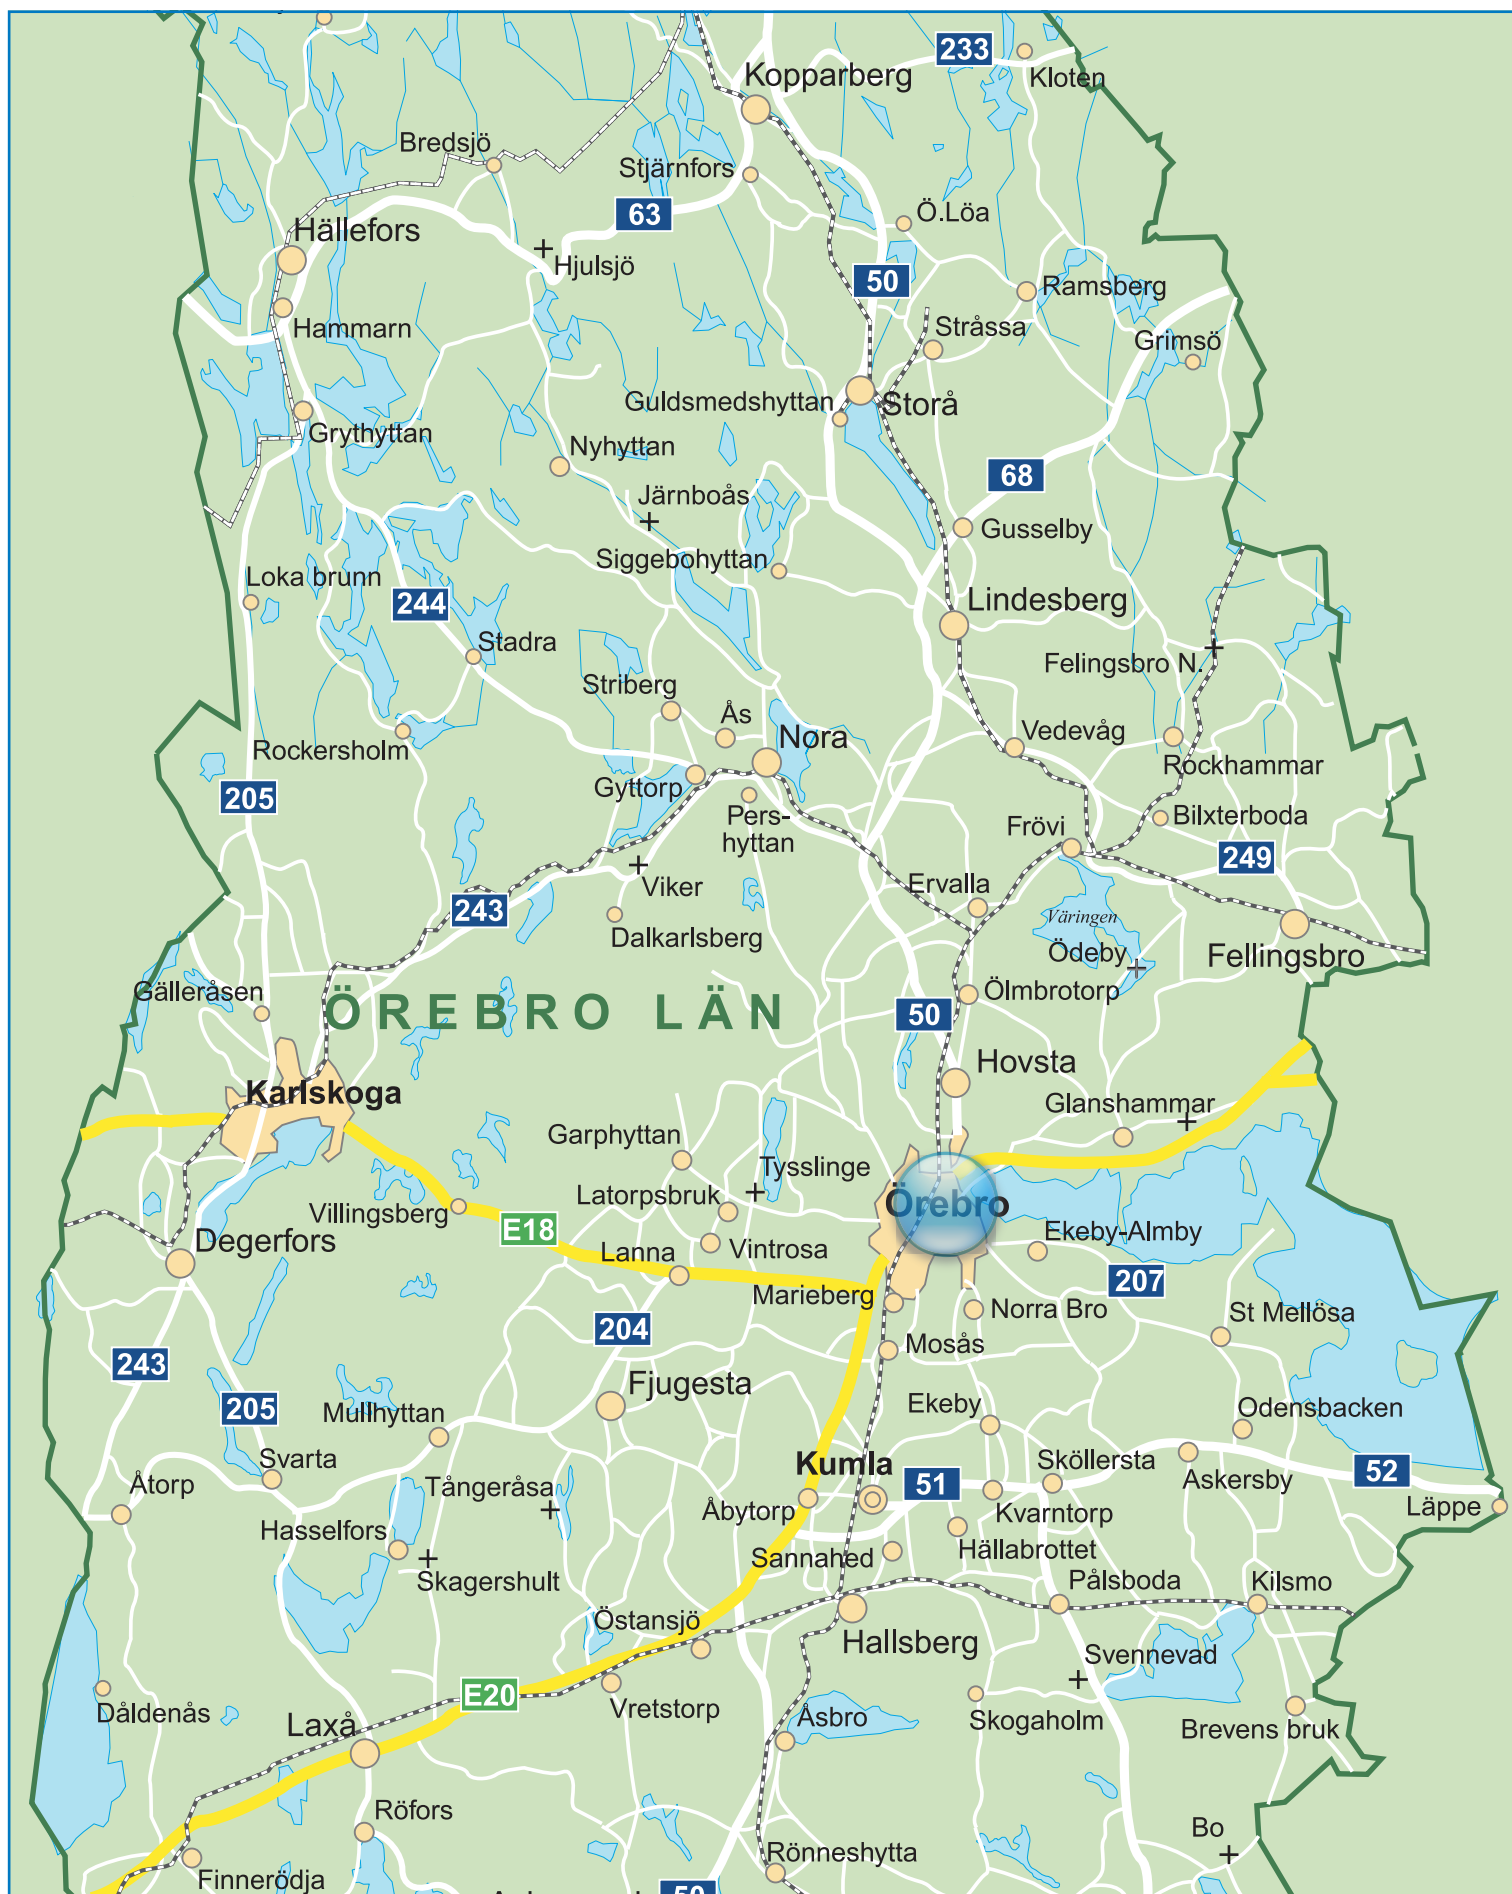 233
Kopparberg
Kloten
Bredsjö
Stjärnfors
63
Ö.Löa
Hällefors
Hjulsjö
50
Ramsberg
Hammarn
Stråssa
Grimsö
Guldsmedshyttan
Storå
Grythyttan
Nyhyttan
68
Järnboås
Gusselby
Siggebohyttan
Loka brunn
244
Lindesberg
Stadra
Felingsbro N.
Striberg
Ås
Nora
Vedevåg
Rockersholm
Rockhammar
Gyttorp
205
Pers-
hyttan
Bilxterboda
Frövi
249
Viker
Ervalla
243
Väringen
Dalkarlsberg
Ödeby
Fellingsbro
Gälleråsen
Ölmbrotorp
ÖREBRO LÄN
50
Hovsta
Karlskoga
Glanshammar
Garphyttan
Tysslinge
Latorpsbruk
Örebro
Villingsberg
E18
Degerfors
Lanna
Vintrosa
Ekeby-Almby
207
Marieberg
Norra Bro
St Mellösa
204
Mosås
243
Fjugesta
205
Mullhyttan
Ekeby
Odensbacken
Svarta
Kumla
Sköllersta
Askersby
52
Åtorp
Tångeråsa
51
Åbytorp
Kvarntorp
Läppe
Hasselfors
Sannahed
Hällabrottet
Skagershult
Pålsboda
Kilsmo
Östansjö
Hallsberg
Svennevad
E20
Dåldenås
Vretstorp
Laxå
Åsbro
Skogaholm
Brevens bruk
Röfors
Bo
Rönneshytta
Finnerödja
50